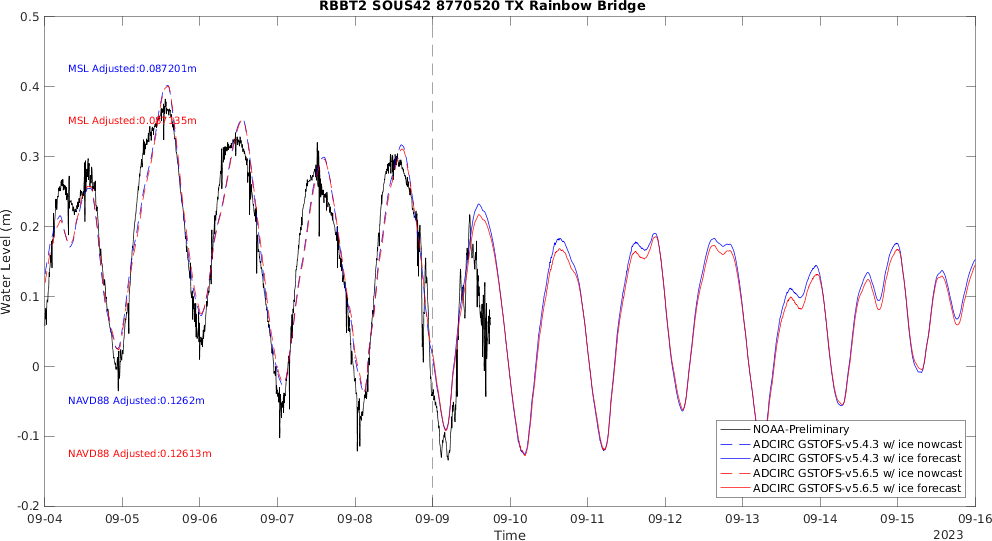 RBBT2 SOUS42 8770520 TX Rainbow Bridge
0.5
0.4
0.3
0.2
0.1
0
-0.1
-0.2
Water Level (m)
MSL Adjusted:0.087201m
MSL Adjusted:
NAVD88 Adjusted:0.1262m
NAVD88 Adjusted:0.12613m
NOAA-Preliminary
ADCIRC GSTOFS-v5.4.3 w/ ice nowcast
ADCIRC GSTOFS-v5.4.3 w/ ice forecast
ADCIRC GSTOFS-v5.6.5 w/ ice nowcast
ADCIRC GSTOFS-v5.6.5 w/ ice forecast
09-04 09-05 09-06 09-07 09-08 09-09 09-10 09-11 09-12 09-13 09-14 09-15 09-16
Time
2023